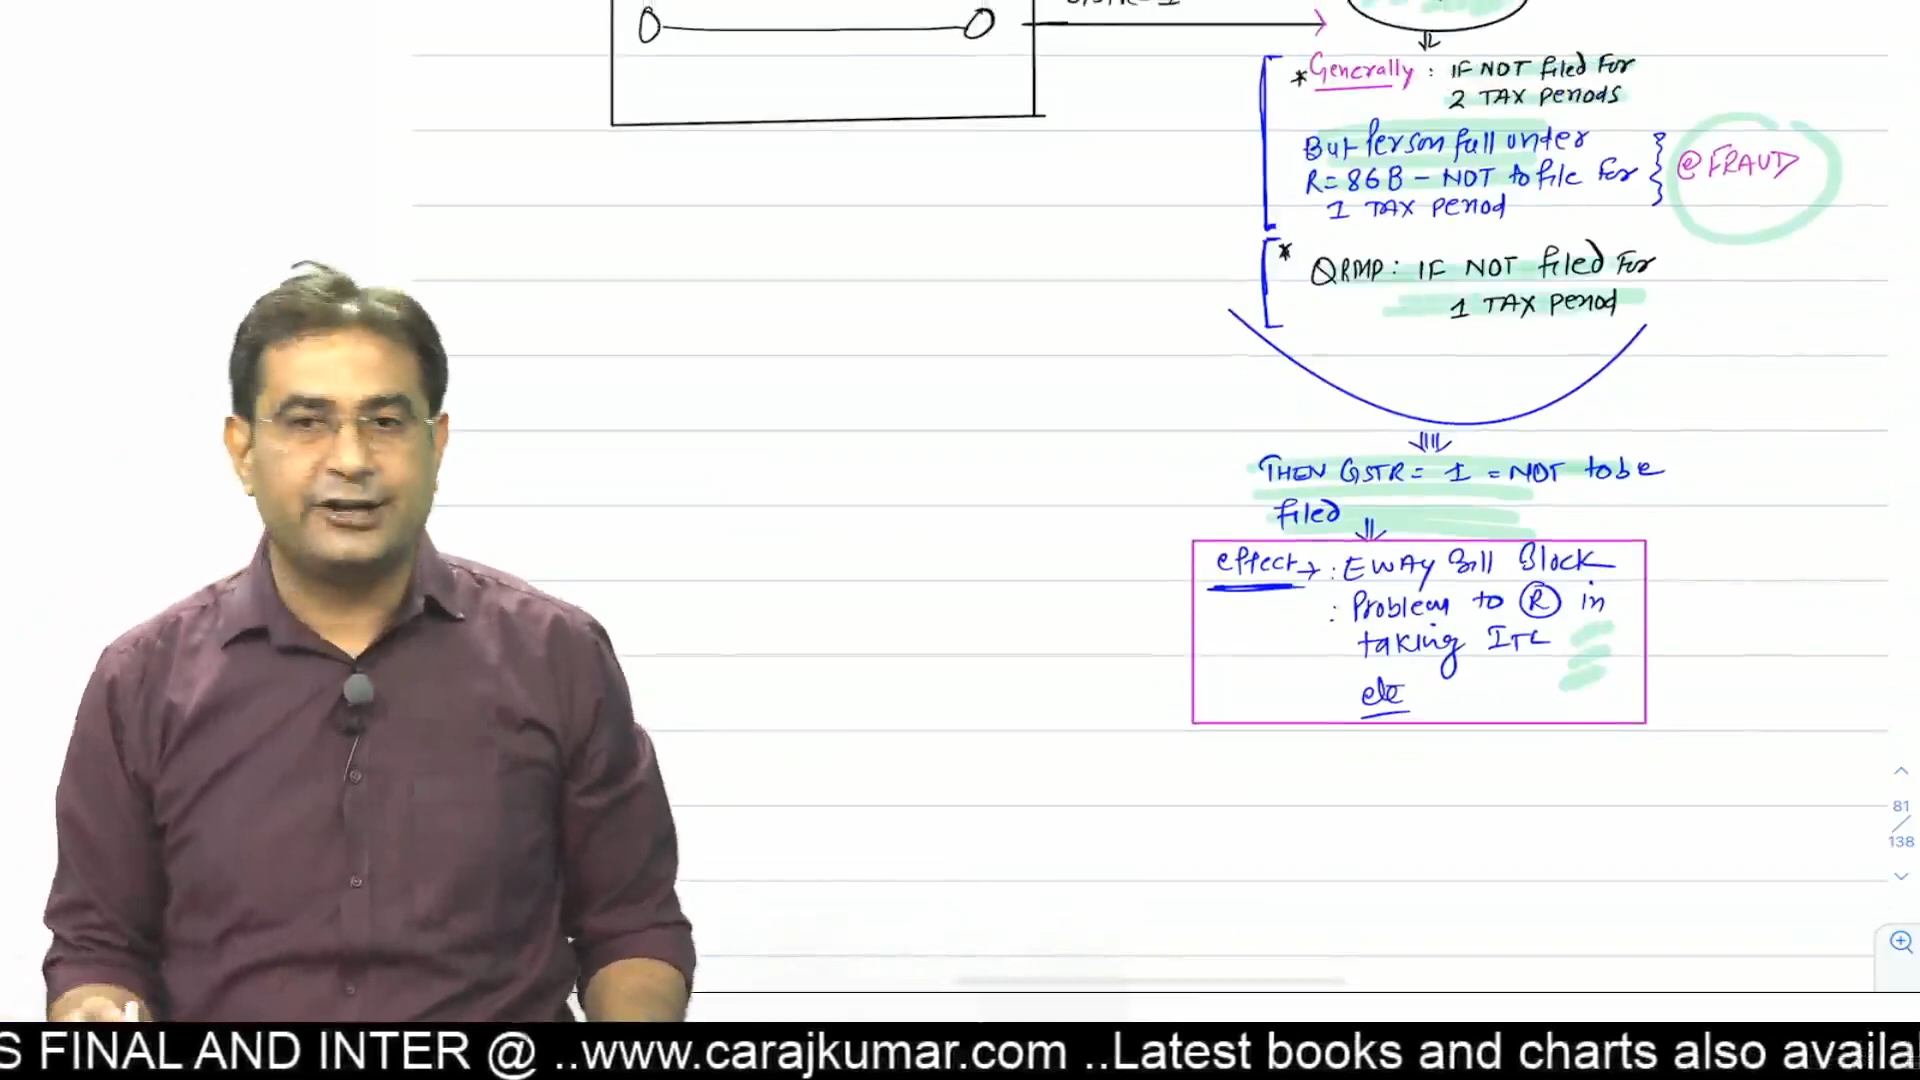 * Generally : IF NOT filed For
2 TAX Periods
But Person fall under
R= 86 B - NOT to file for
1 TAX Period
@ FRAUD
* QRMP: IF NOT filed For
1 TAX Period
THEN GSTR= 1 = NOT to be
filed
effect → : EWAY Bill Block
: Problem to R in
taking ITC
etc
81
138
S FINAL AND INTER @ ..www.carajkumar.com ..Latest books and charts also availa